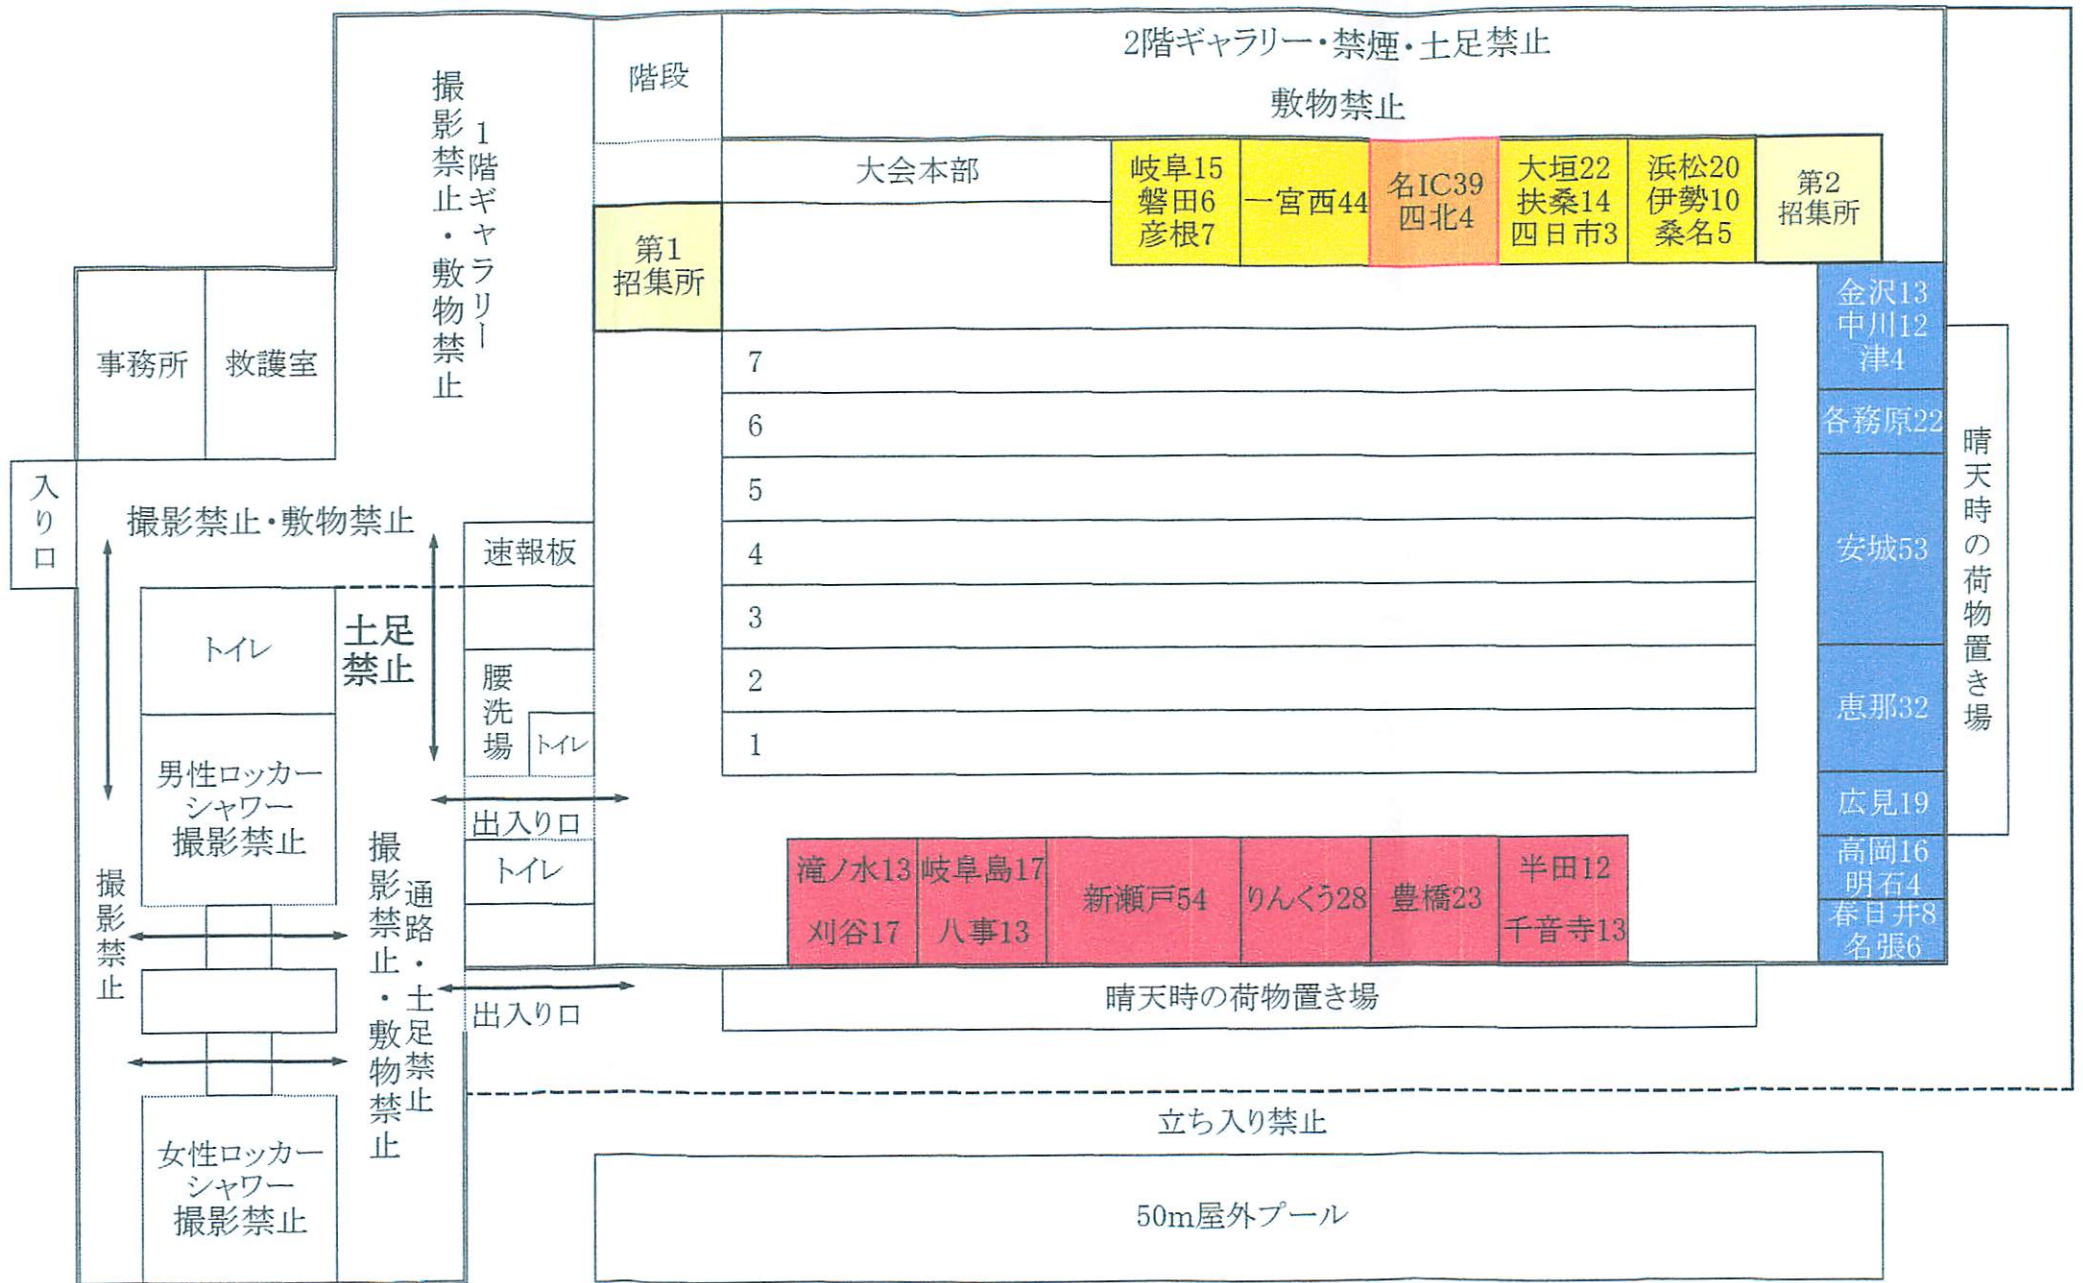 2階ギャラリー・禁煙・土足禁止
敷物禁止
階段
撮影禁止・敷物禁止
1階ギャラリー
大会本部
岐阜15
磐田6
彦根7
一宮西44
名IC39
四北4
大垣22
扶桑14
四日市3
浜松20
伊勢10
桑名5
第2
招集所
第1
招集所
事務所
救護室
入り口
撮影禁止・敷物禁止
速報板
トイレ
土足
禁止
腰洗場
トイレ
男性ロッカー
シャワー
撮影禁止
出入り口
トイレ
撮影禁止
通路・土足禁止
撮影禁止・敷物禁止
出入り口
女性ロッカー
シャワー
撮影禁止
7
6
5
4
3
2
1
金沢13
中川12
津4
各務原22
安城53
恵那32
広見19
高岡16
明石4
春日井8
名張6
晴天時の荷物置き場
滝ノ水13
刈谷17
岐阜島17
八事13
新瀬戸54
りんくう28
豊橋23
半田12
千音寺13
晴天時の荷物置き場
立ち入り禁止
50m屋外プール